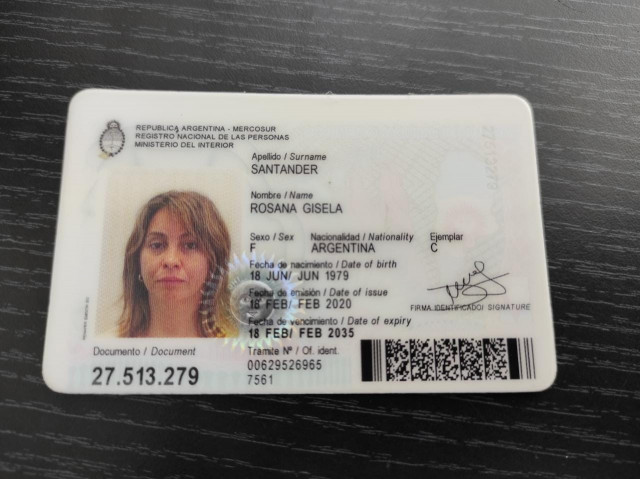 REPUBLICA ARGENTINA - MERCOSUR
REGISTRO NACIONAL DE LAS PERSONAS
MINISTERIO DEL INTERIOR
Apellido / Surname
SANTANDER
Nombre / Name
ROSANA GISELA
Sexo / Sex Nacionalidad / Nationality Ejemplar
F ARGENTINA C
Fecha de nacimiento / Date of birth
18 JUN/ JUN 1979
Fecha de emisión / Date of issue
18 FEB/ FEB 2020
FIRMA IDENTIFICADO/ SIGNATURE
Fecha de vencimiento / Date of expiry
18 FEB/ FEB 2035
Documento / Document Trámite Nº / Of. ident.
27.513.279 00629526965
7561